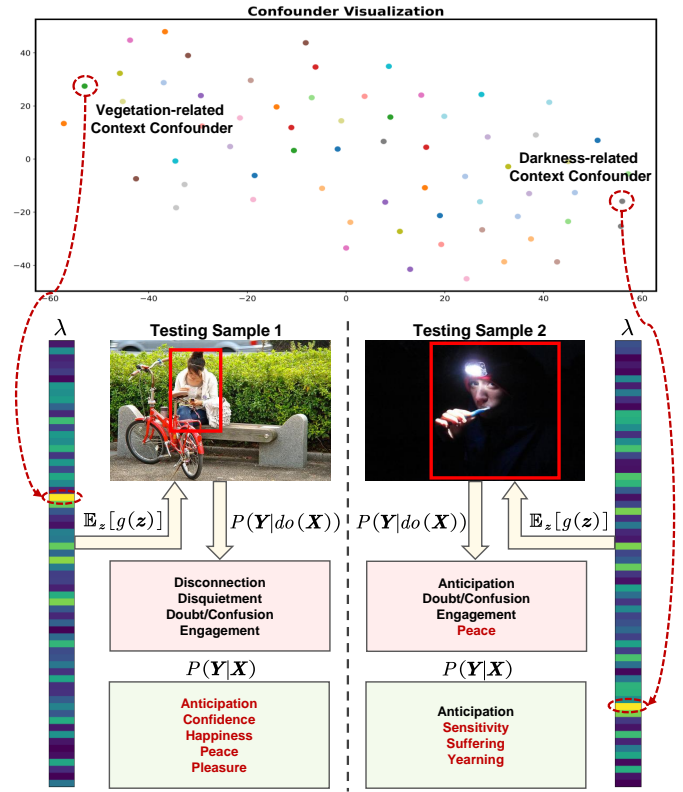 Confounder Visualization
40
20
0
−20
−40
Vegetation-related
Context Confounder
Darkness-related
Context Confounder
−60 −40 −20 0 20 40 60
λ
Testing Sample 1
Testing Sample 2
λ
𝔼_z[g(z)]
P(Y|do(X))
P(Y|do(X))
𝔼_z[g(z)]
Disconnection
Disquietment
Doubt/Confusion
Engagement
Anticipation
Doubt/Confusion
Engagement
Peace
P(Y|X)
P(Y|X)
Anticipation
Confidence
Happiness
Peace
Pleasure
Anticipation
Sensitivity
Suffering
Yearning